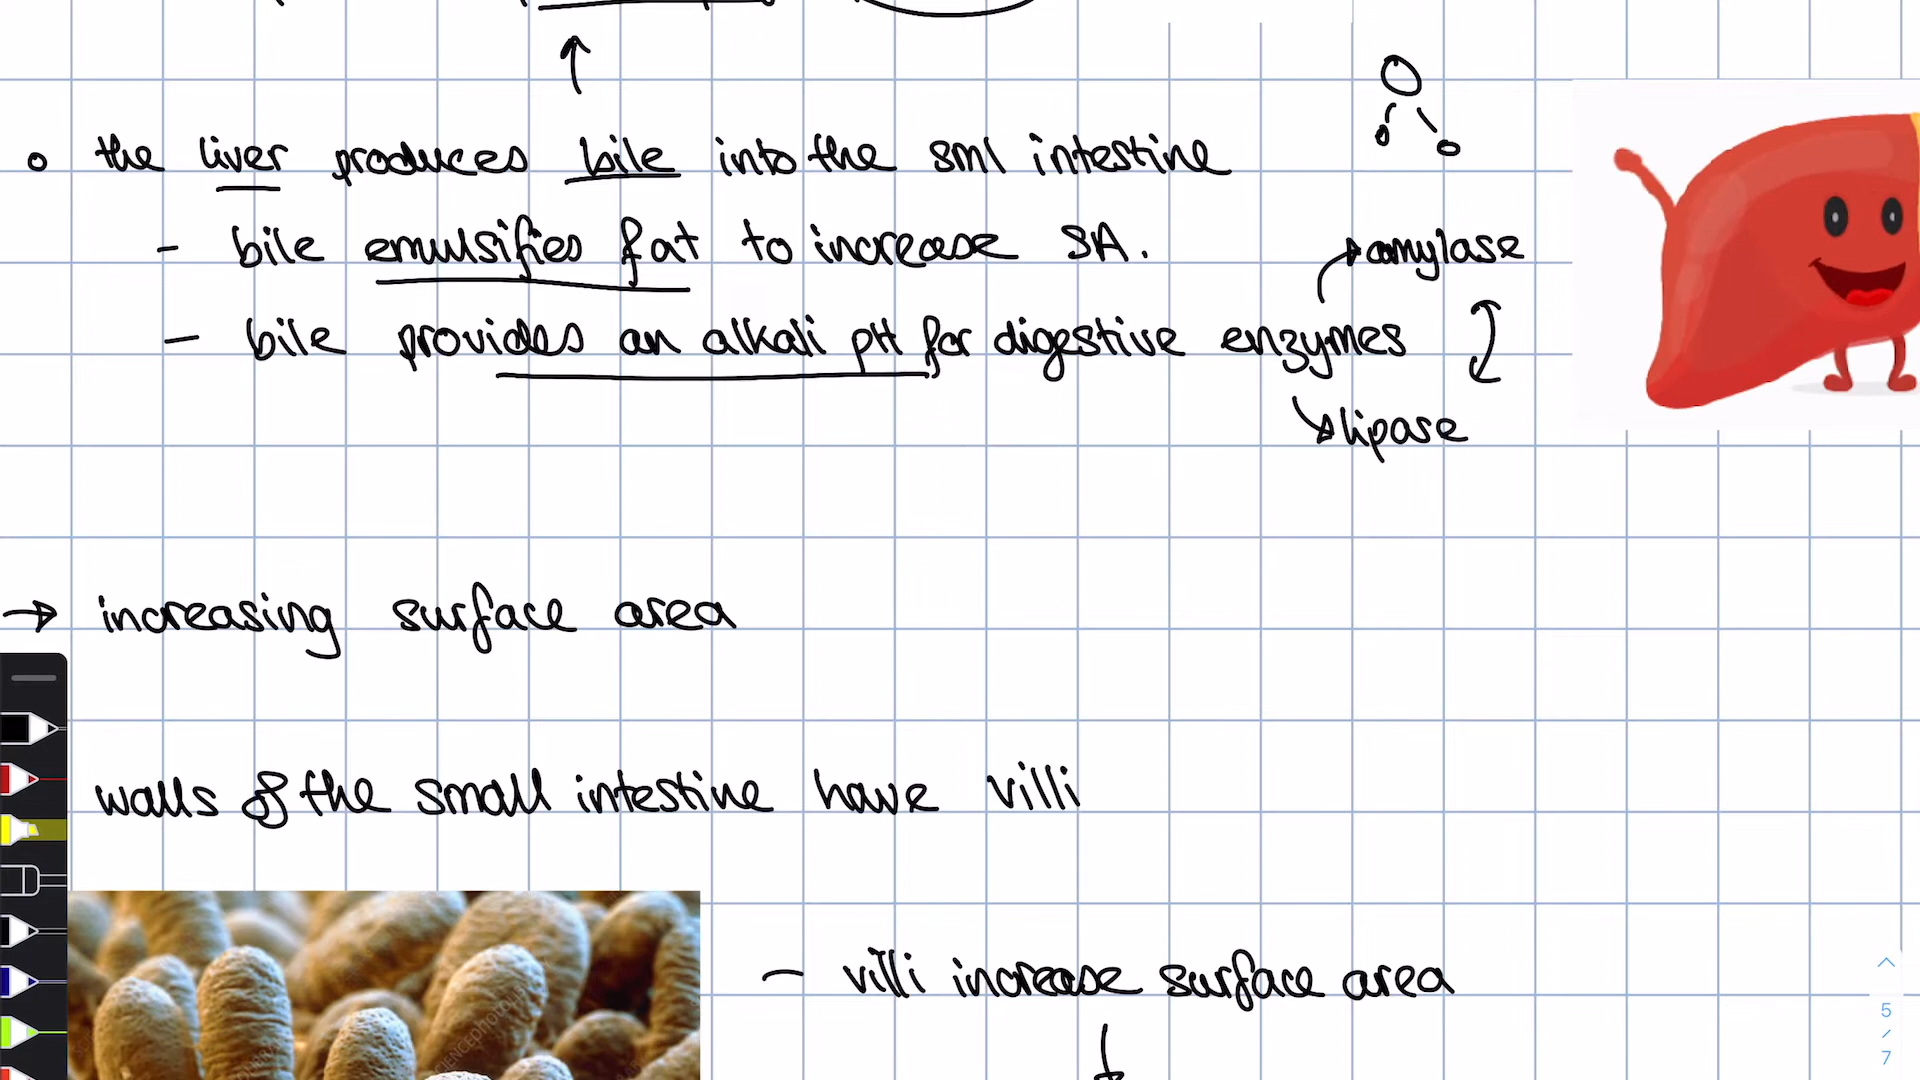 the liver produces bile into the sml intestine
- bile emulsifies fat to increase SA.
amylase
- bile provides an alkali pH for digestive enzymes
lipase
→ increasing surface area
walls of the small intestine have villi
- villi increase surface area
5
/
7